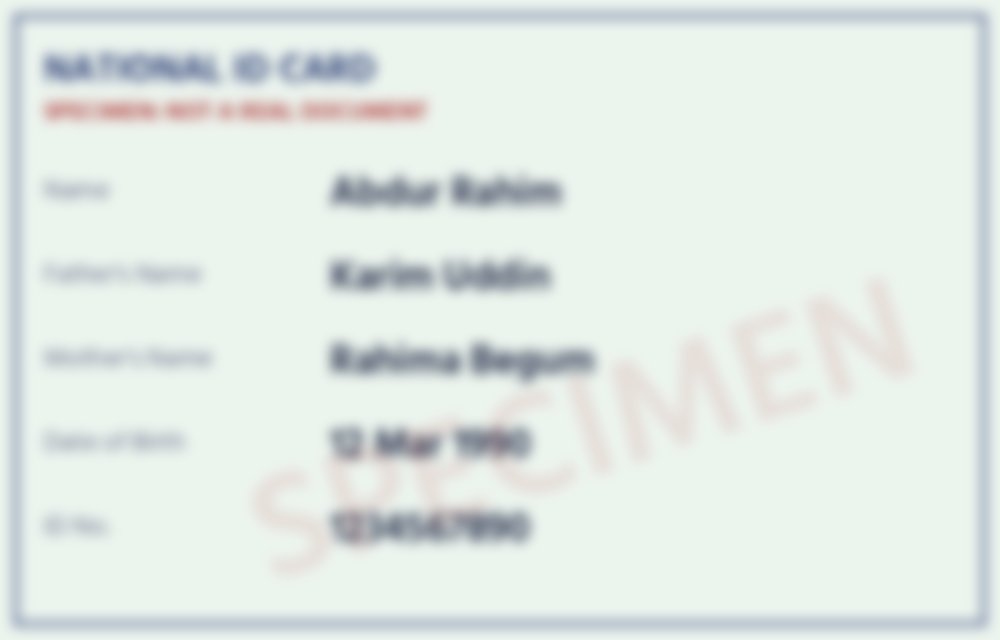 NATIONAL ID CARD
SPECIMEN: NOT A REAL DOCUMENT
Name Abdur Rahim
Father's Name Karim Uddin
Mother's Name Rahima Begum
Date of Birth 12 Mar 1990
ID No. 1234567890
SPECIMEN